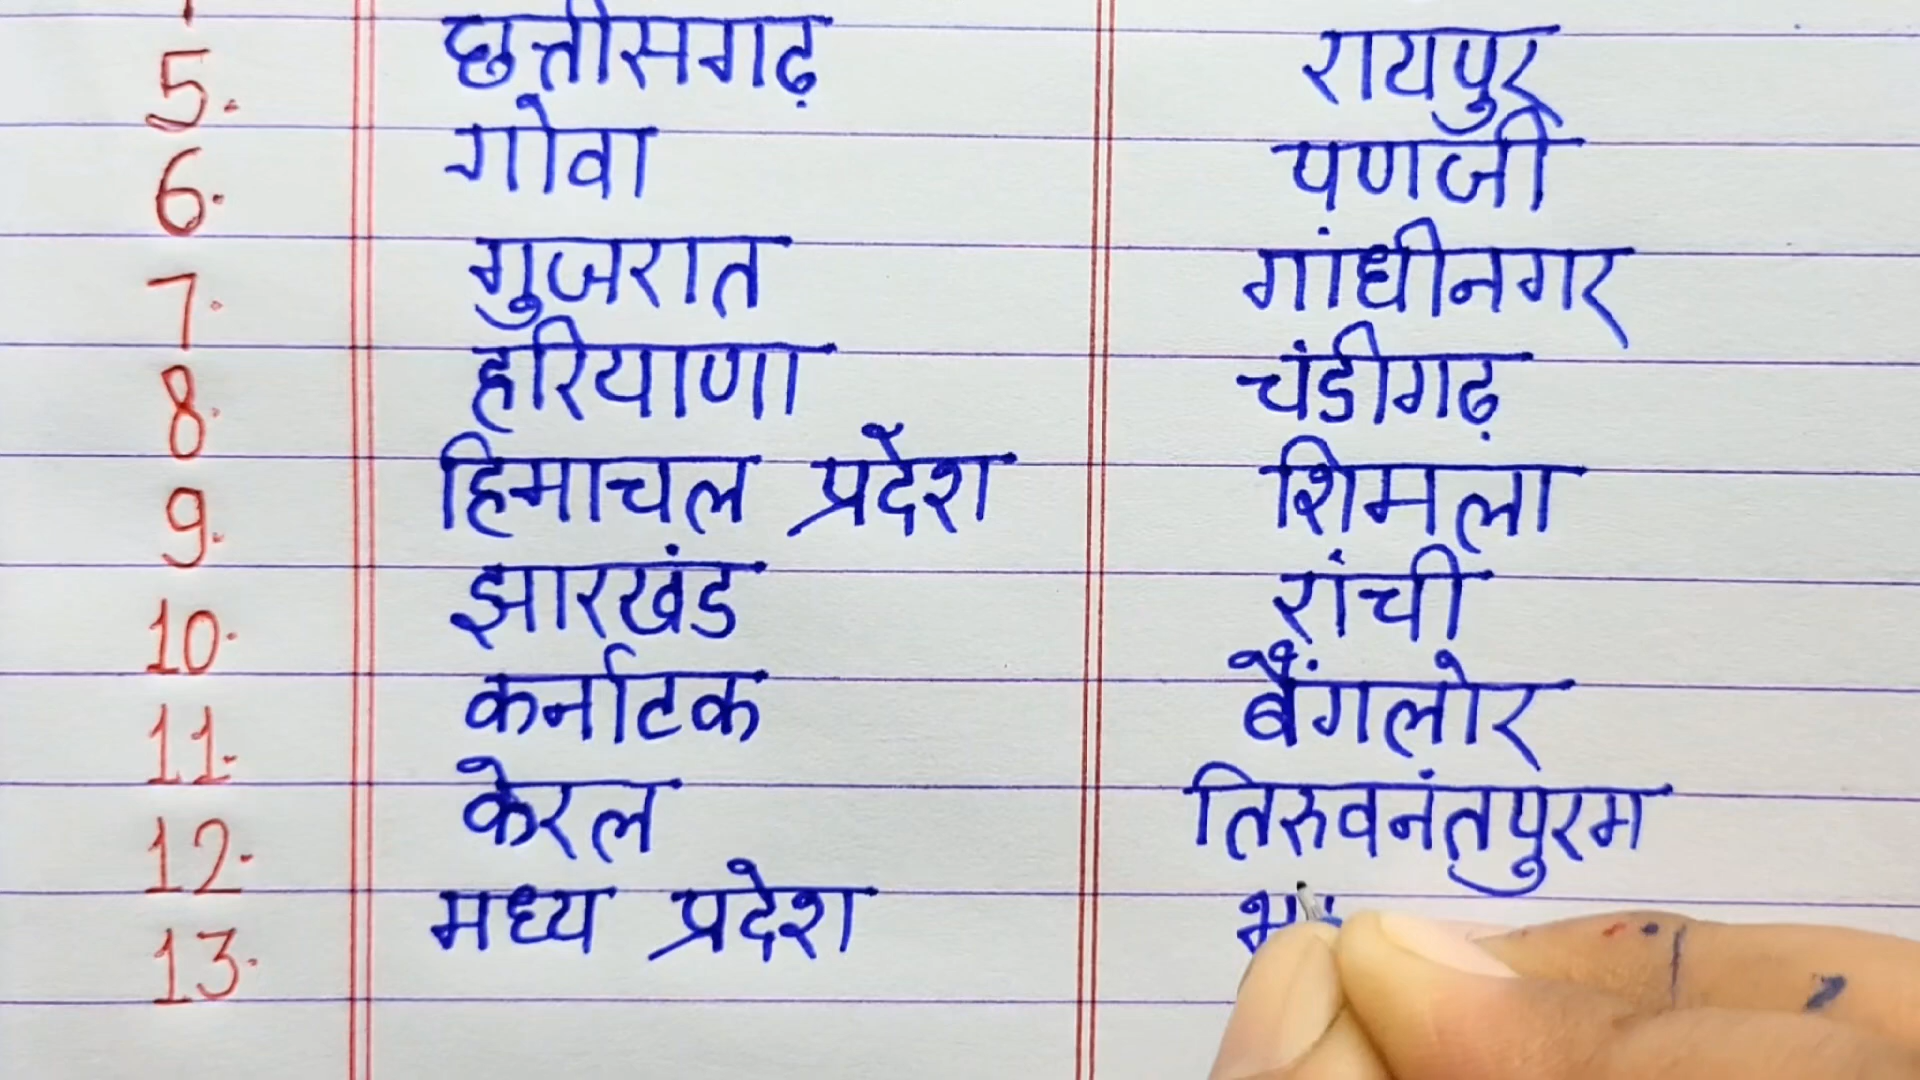 5. छत्तीसगढ़ रायपुर
6. गोवा पणजी
7. गुजरात गांधीनगर
8. हरियाणा चंडीगढ़
9. हिमाचल प्रदेश शिमला
10. झारखंड रांची
11. कर्नाटक बैंगलोर
12. केरल तिरुवनंतपुरम
13. मध्य प्रदेश